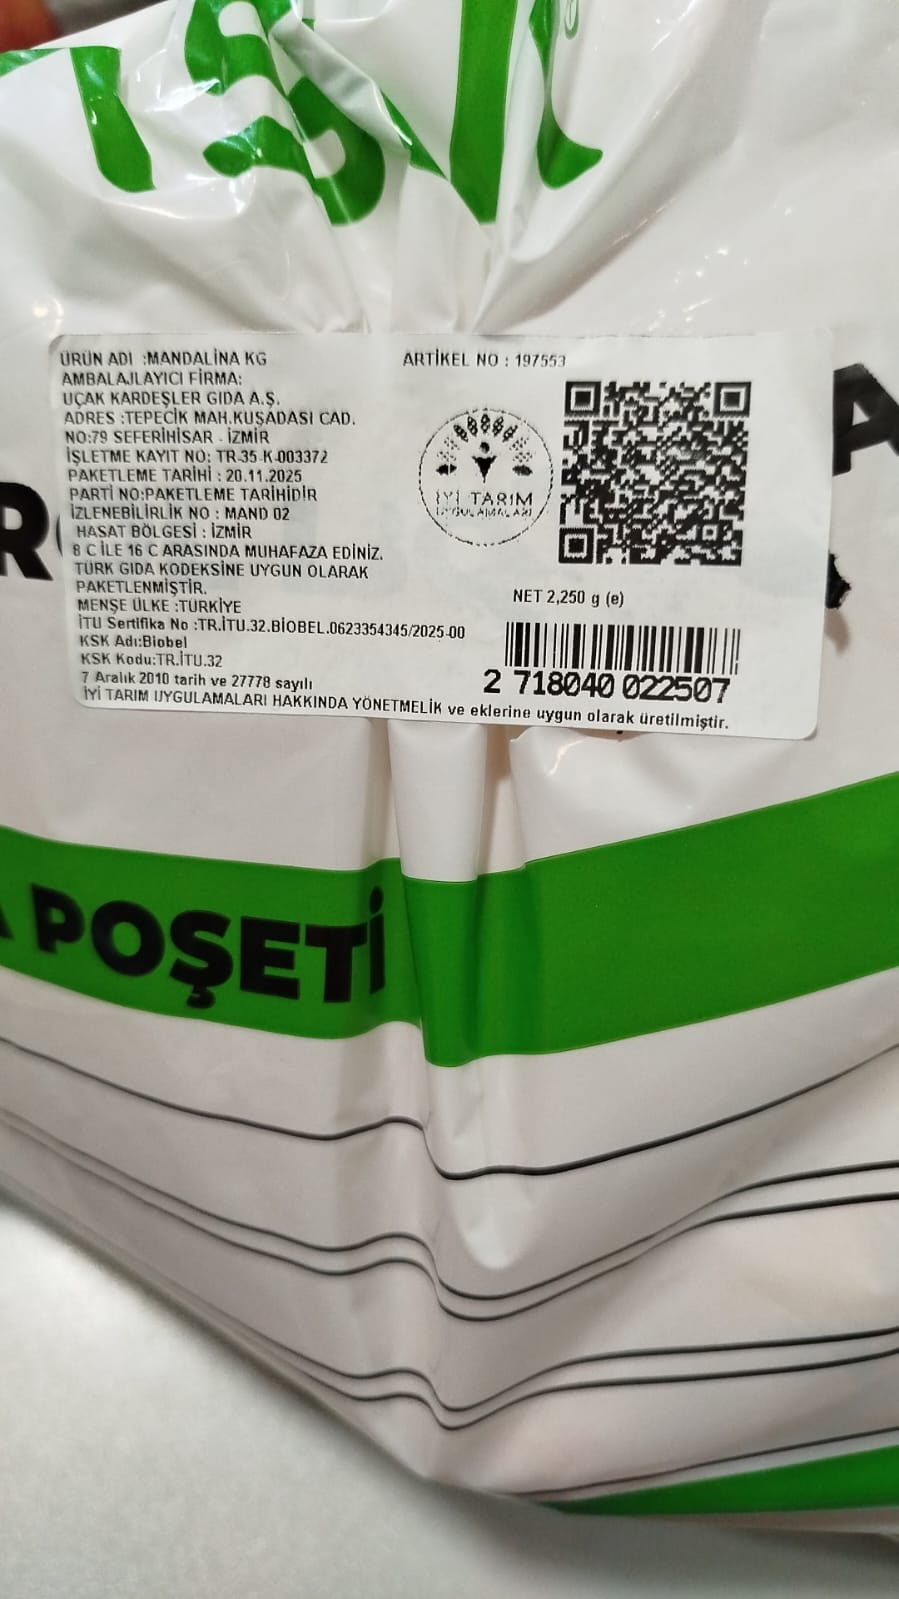 ÜRÜN ADI :MANDALİNA KG
ARTİKEL NO : 197553
AMBALAJLAYICI FİRMA:
UÇAK KARDEŞLER GIDA A.Ş.
ADRES :TEPECİK MAH.KUŞADASI CAD.
NO:79 SEFERİHİSAR - İZMİR
İŞLETME KAYIT NO: TR-35-K-003372
PAKETLEME TARİHİ : 20.11.2025
PARTİ NO:PAKETLEME TARİHİDİR
İZLENEBİLİRLİK NO : MAND 02
HASAT BÖLGESİ : İZMİR
8 C İLE 16 C ARASINDA MUHAFAZA EDİNİZ.
TÜRK GIDA KODEKSİNE UYGUN OLARAK
PAKETLENMİŞTİR.
MENŞE ÜLKE :TÜRKİYE
İTU Sertifika No :TR.İTU.32.BİOBEL.0623354345/2025-00
KSK Adı:Biobel
KSK Kodu:TR.İTU.32
7 Aralık 2010 tarih ve 27778 sayılı
İYİ TARIM UYGULAMALARI HAKKINDA YÖNETMELİK ve eklerine uygun olarak üretilmiştir.
İYİ TARIM
UYGULAMALARI
NET 2,250 g (e)
2 718040 022507
POŞETİ